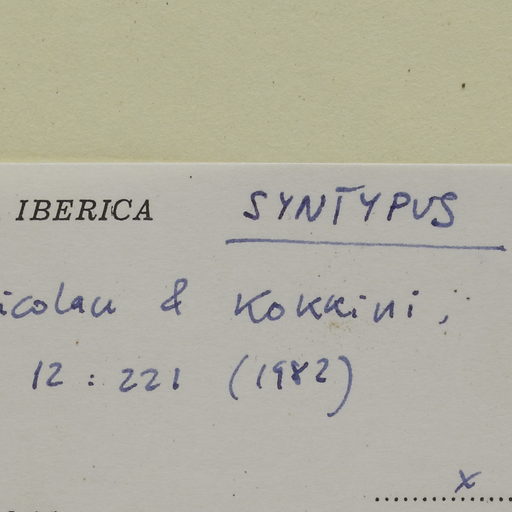 IBERICA SYNTYPUS
icolau & Kokkini,
12 : 221 (1982)
x